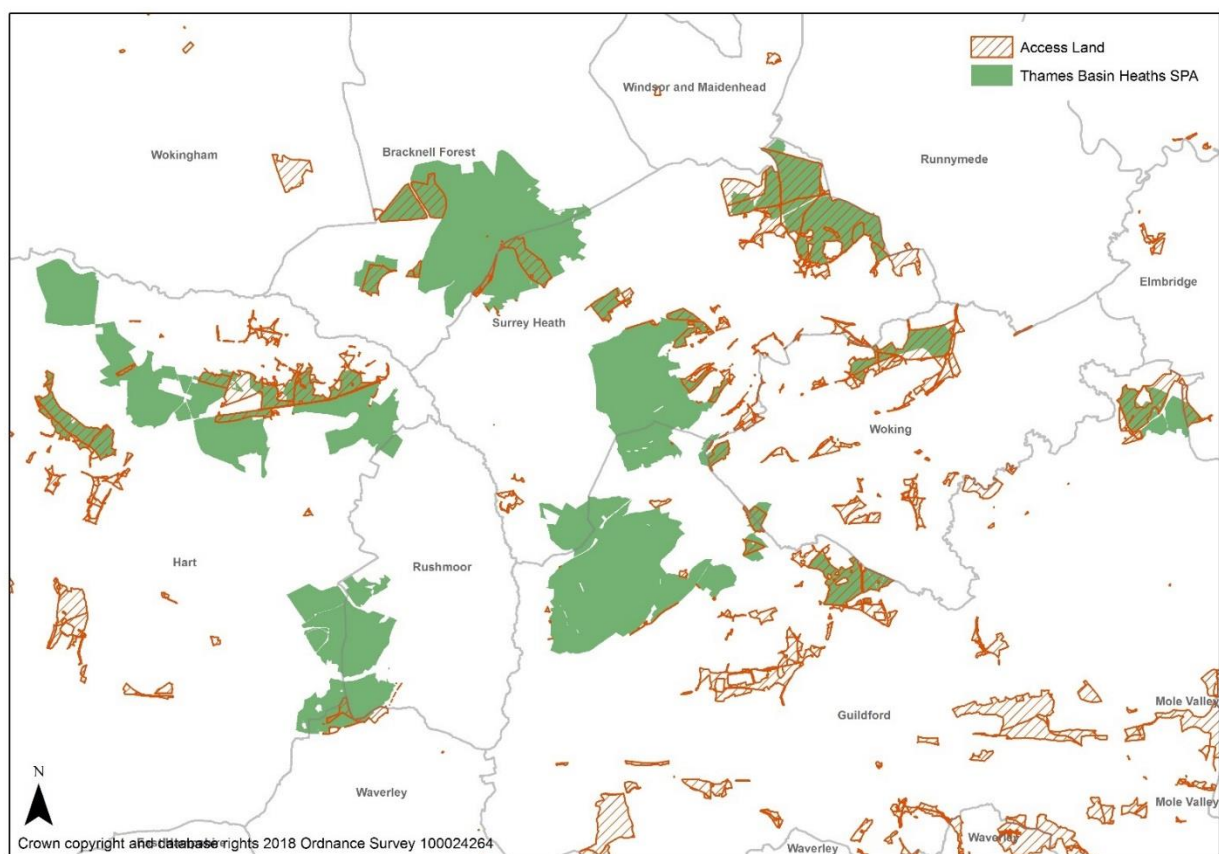 Access Land
Thames Basin Heaths SPA
Windsor and Maidenhead
Wokingham
Bracknell Forest
Runnymede
Elmbridge
Surrey Heath
Woking
Hart
Rushmoor
Guildford
Mole Valley
Waverley
Mole Valley
Waverley
Waverley
N
Crown copyright and database rights 2018 Ordnance Survey 100024264